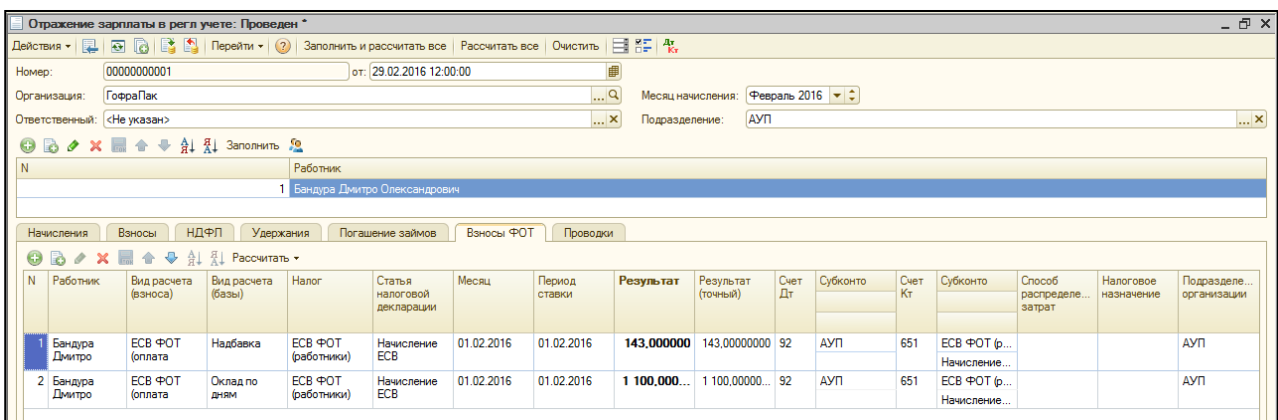 Отражение зарплаты в регл учете: Проведен *
Действия Перейти Заполнить и рассчитать все Рассчитать все Очистить Дт Кт
Номер: 00000000001 от: 29.02.2016 12:00:00
Организация: ГофраПак ... Месяц начисления: Февраль 2016
Ответственный: <Не указан> ... Подразделение: АУП ...
Заполнить
N Работник
1 Бандура Дмитро Олександрович
Начисления Взносы НДФЛ Удержания Погашение займов Взносы ФОТ Проводки
Рассчитать
N Работник Вид расчета (взноса) Вид расчета (базы) Налог Статья налоговой декларации Месяц Период ставки Результат Результат (точный) Счет Дт Субконто Счет Кт Субконто Способ распределе... затрат Налоговое назначение Подразделе... организации
1 Бандура Дмитро ЕСВ ФОТ (оплата Надбавка ЕСВ ФОТ (работники) Начисление ЕСВ 01.02.2016 01.02.2016 143,000000 143,00000000 92 АУП 651 ЕСВ ФОТ (р... Начисление... АУП
2 Бандура Дмитро ЕСВ ФОТ (оплата Оклад по дням ЕСВ ФОТ (работники) Начисление ЕСВ 01.02.2016 01.02.2016 1 100,000... 1 100,00000... 92 АУП 651 ЕСВ ФОТ (р... Начисление... АУП